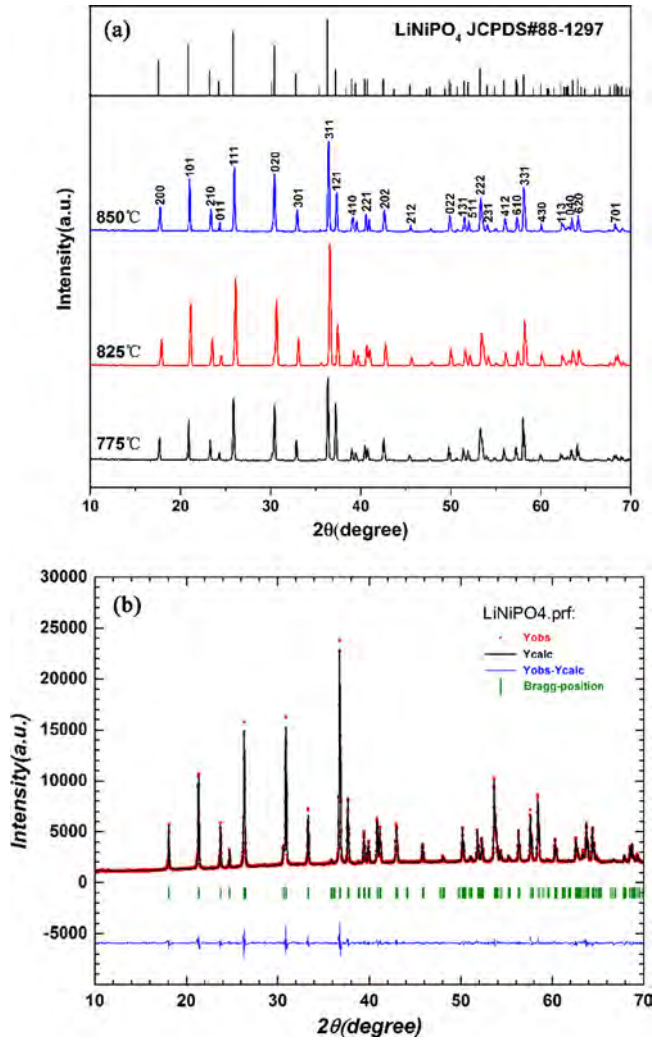 (a)
LiNiPO4 JCPDS#88-1297
Intensity(a.u.)
850℃
200
101
210
011
111
020
301
311
121
410
221
202
212
022
131
511
222
231
412
610
331
430
113
040
620
701
825℃
775℃
10 20 30 40 50 60 70
2θ(degree)
(b)
LiNiPO4.prf:
Yobs
Ycalc
Yobs-Ycalc
Bragg-position
Intensity(a.u.)
30000
25000
20000
15000
10000
5000
0
-5000
10 20 30 40 50 60 70
2θ(degree)